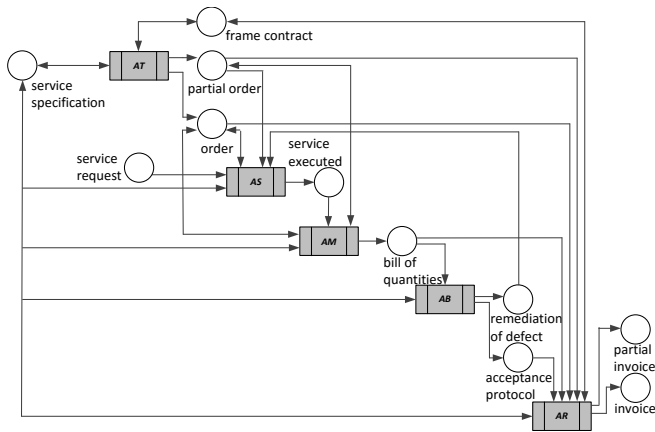 frame contract
AT
service
specification
partial order
order
service
executed
service
request
AS
AM
bill of
quantities
AB
remediation
of defect
partial
invoice
acceptance
protocol
invoice
AR